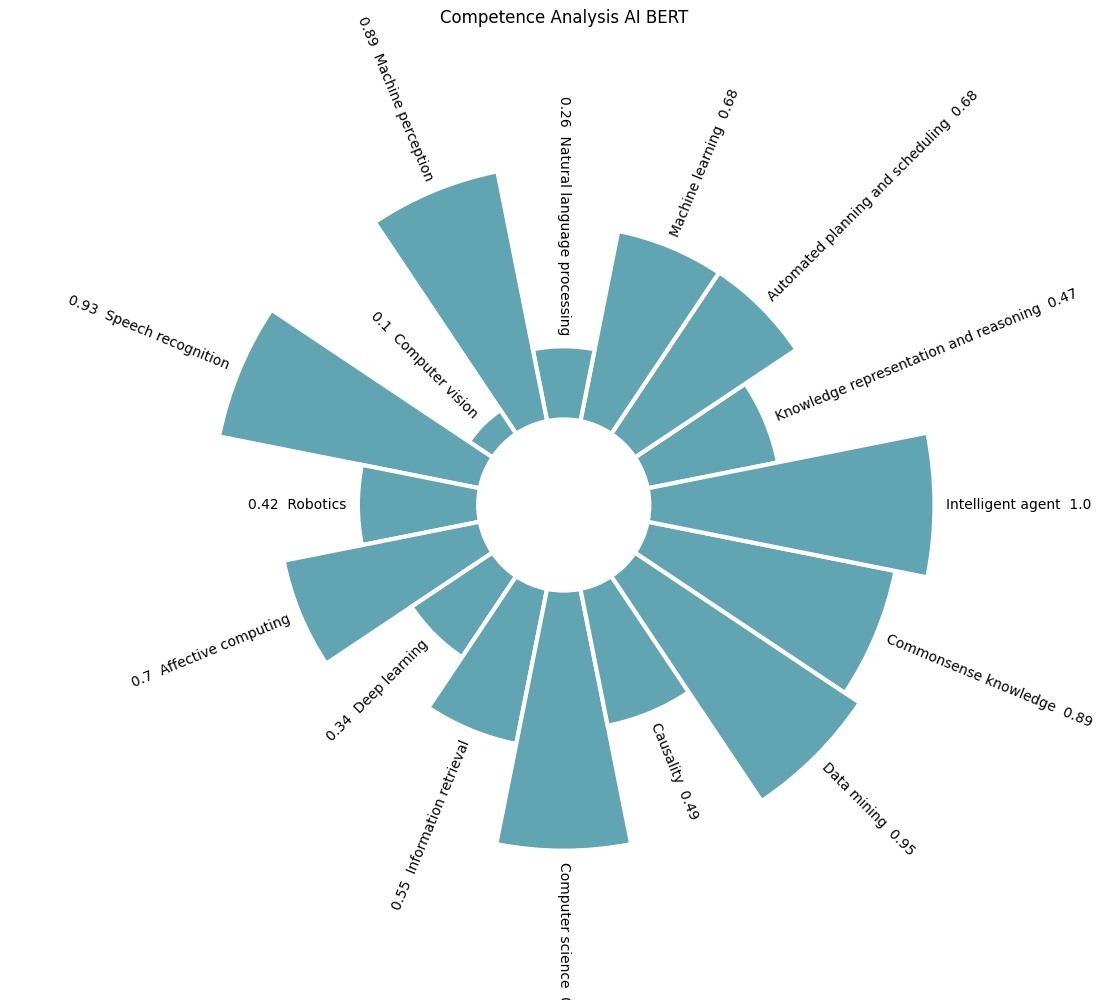 Competence Analysis AI BERT
0.89 Machine perception
0.26 Natural language processing
Machine learning 0.68
Automated planning and scheduling 0.68
Knowledge representation and reasoning 0.47
0.93 Speech recognition
0.1 Computer vision
0.42 Robotics
Intelligent agent 1.0
0.7 Affective computing
0.34 Deep learning
0.55 Information retrieval
Computer science
Causality 0.49
Data mining 0.95
Commonsense knowledge 0.89